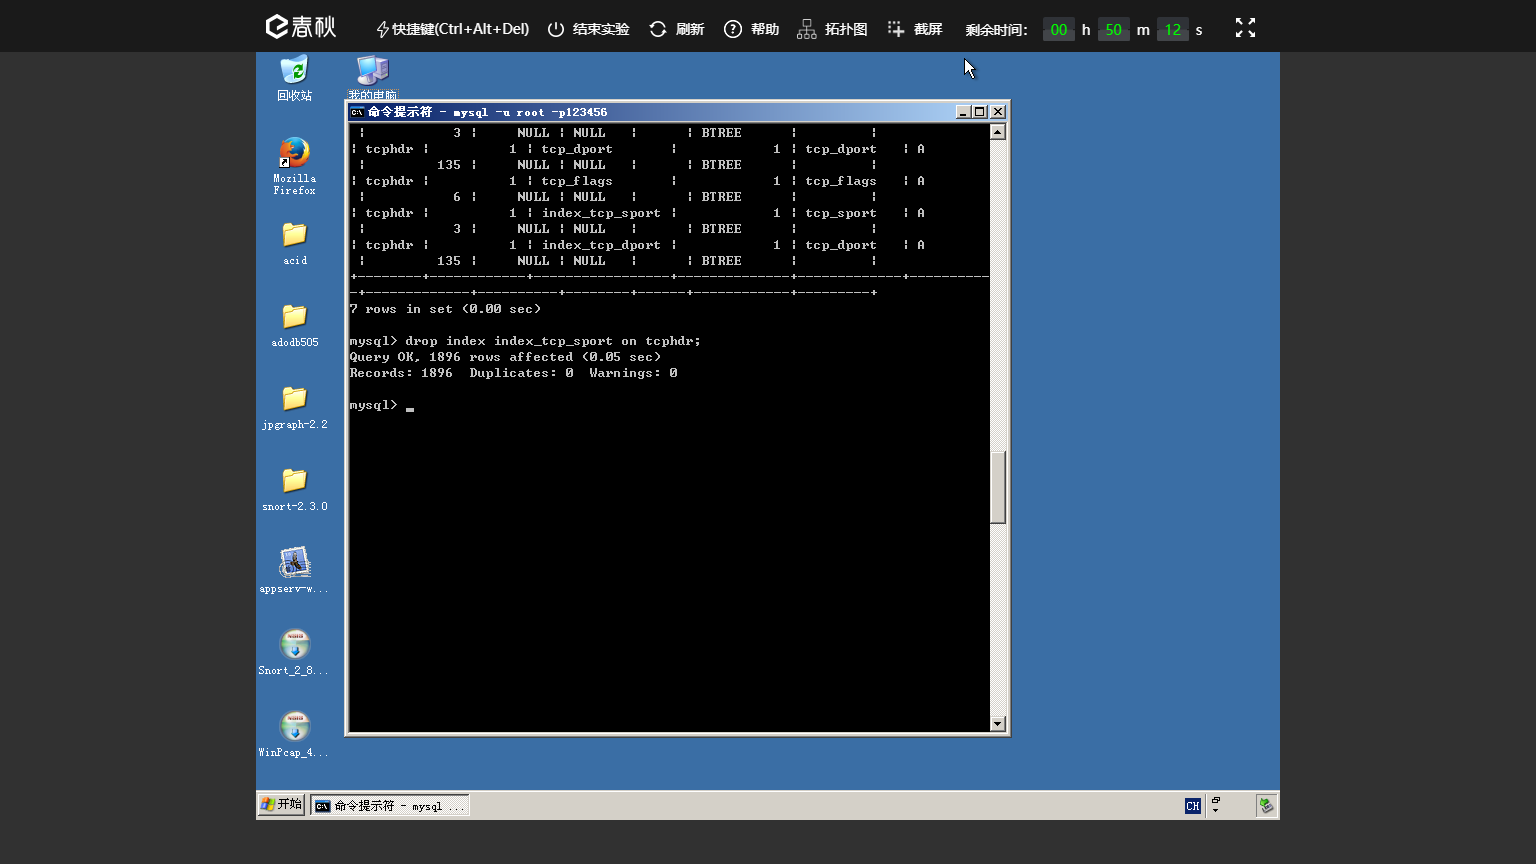 春秋 快捷键(Ctrl+Alt+Del) 结束实验 刷新 帮助 拓扑图 截屏 剩余时间: 00 h 50 m 12 s
回收站
我的电脑
Mozilla
Firefox
acid
adodb505
jpgraph-2.2
snort-2.3.0
appserv-w...
Snort_2_8...
WinPcap_4...
命令提示符 - mysql -u root -p123456
| 3 | NULL | NULL | | BTREE | |
| tcphdr | 1 | tcp_dport | 1 | tcp_dport | A
| 135 | NULL | NULL | | BTREE | |
| tcphdr | 1 | tcp_flags | 1 | tcp_flags | A
| 6 | NULL | NULL | | BTREE | |
| tcphdr | 1 | index_tcp_sport | 1 | tcp_sport | A
| 3 | NULL | NULL | | BTREE | |
| tcphdr | 1 | index_tcp_dport | 1 | tcp_dport | A
| 135 | NULL | NULL | | BTREE | |
+--------+------------+-----------------+--------------+-------------+----------
-+-------------+----------+--------+------+------------+---------+
7 rows in set (0.00 sec)
mysql> drop index index_tcp_sport on tcphdr;
Query OK, 1896 rows affected (0.05 sec)
Records: 1896 Duplicates: 0 Warnings: 0
mysql> _
开始 命令提示符 - mysql ... CH